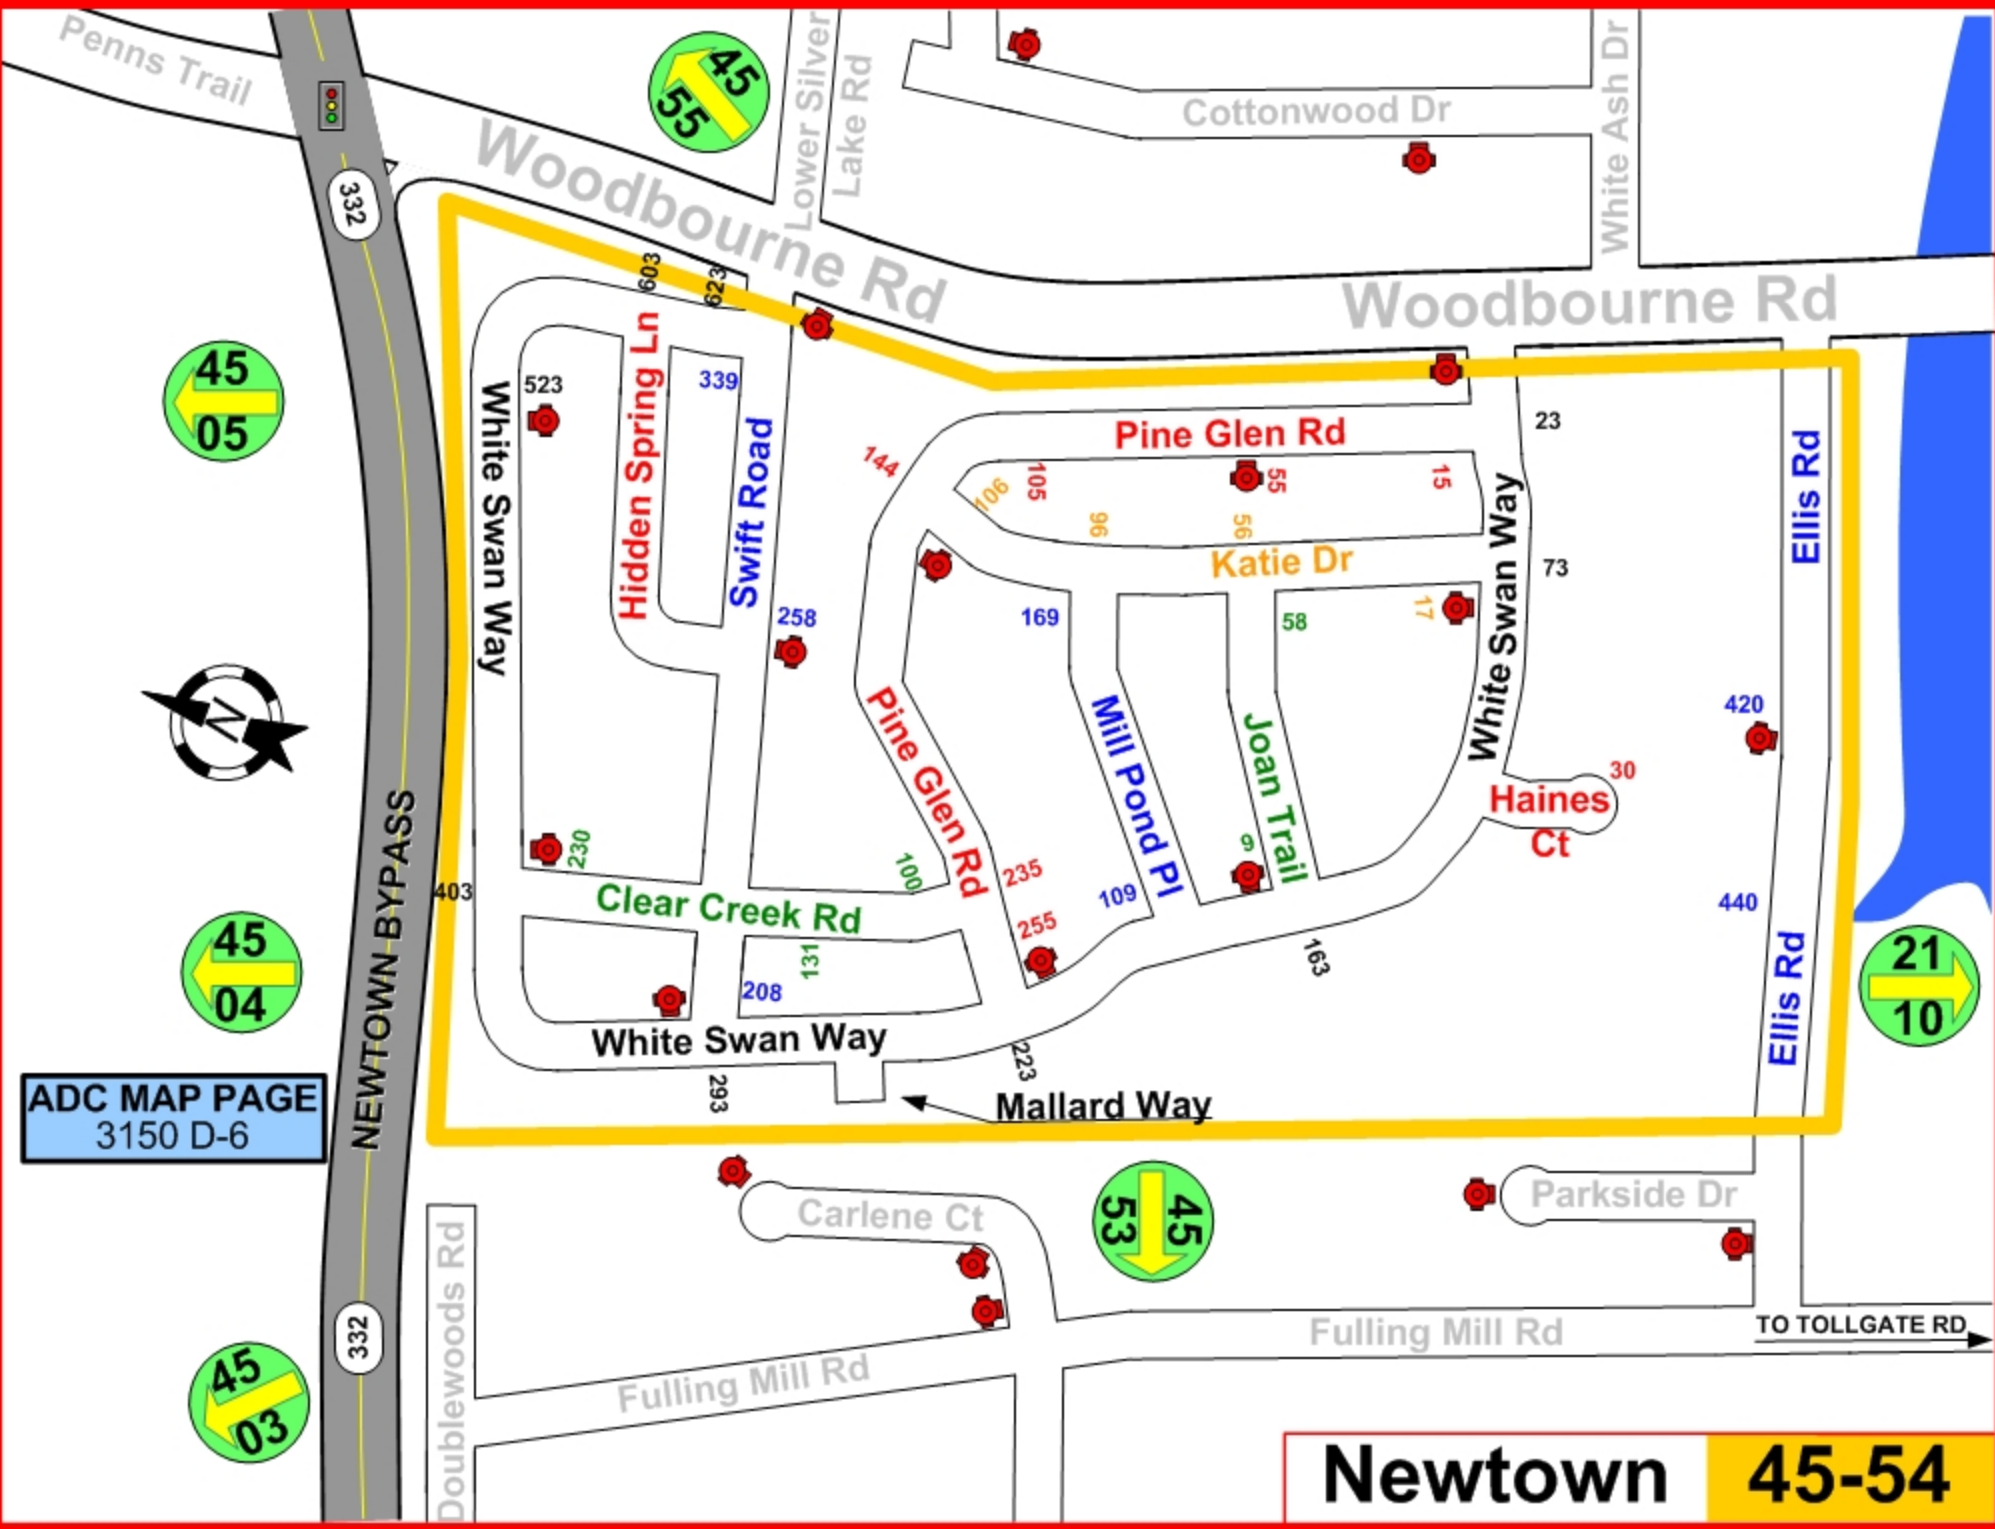 Penns Trail
45
55
Lower Silver
Lake Rd
Cottonwood Dr
White Ash Dr
332
Woodbourne Rd
Woodbourne Rd
603
623
45
05
523
White Swan Way
Hidden Spring Ln
339
Swift Road
258
144
Pine Glen Rd
106
105
55
15
96
56
Katie Dr
23
White Swan Way
73
Ellis Rd
169
58
17
N
Pine Glen Rd
Mill Pond Pl
Joan Trail
420
30
Haines
Ct
230
403
Clear Creek Rd
100
235
255
109
9
440
NEWTOWN BYPASS
45
04
131
208
163
Ellis Rd
21
10
White Swan Way
293
223
Mallard Way
ADC MAP PAGE
3150 D-6
Carlene Ct
45
53
Parkside Dr
Doublewoods Rd
332
Fulling Mill Rd
Fulling Mill Rd
TO TOLLGATE RD
45
03
Newtown
45-54